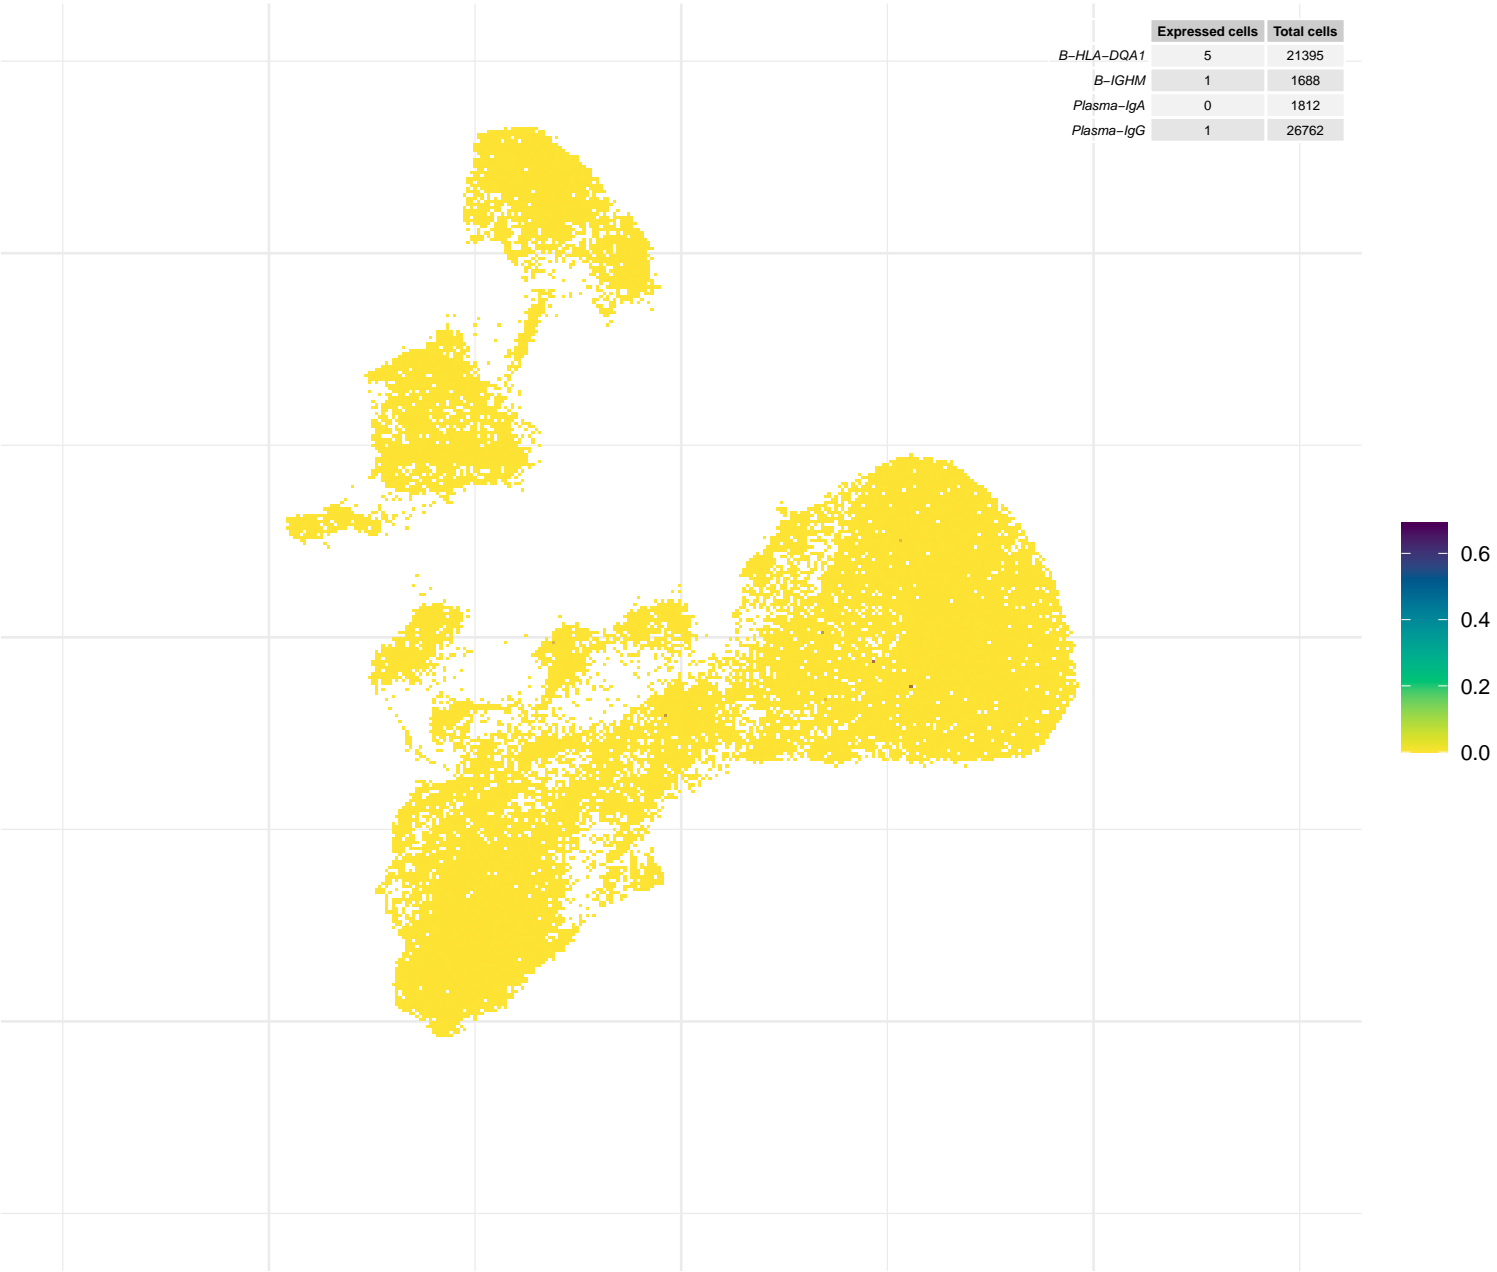 Expressed cells Total cells
B−HLA−DQA1 5 21395
B−IGHM 1 1688
Plasma−IgA 0 1812
Plasma−IgG 1 26762
0.6
0.4
0.2
0.0